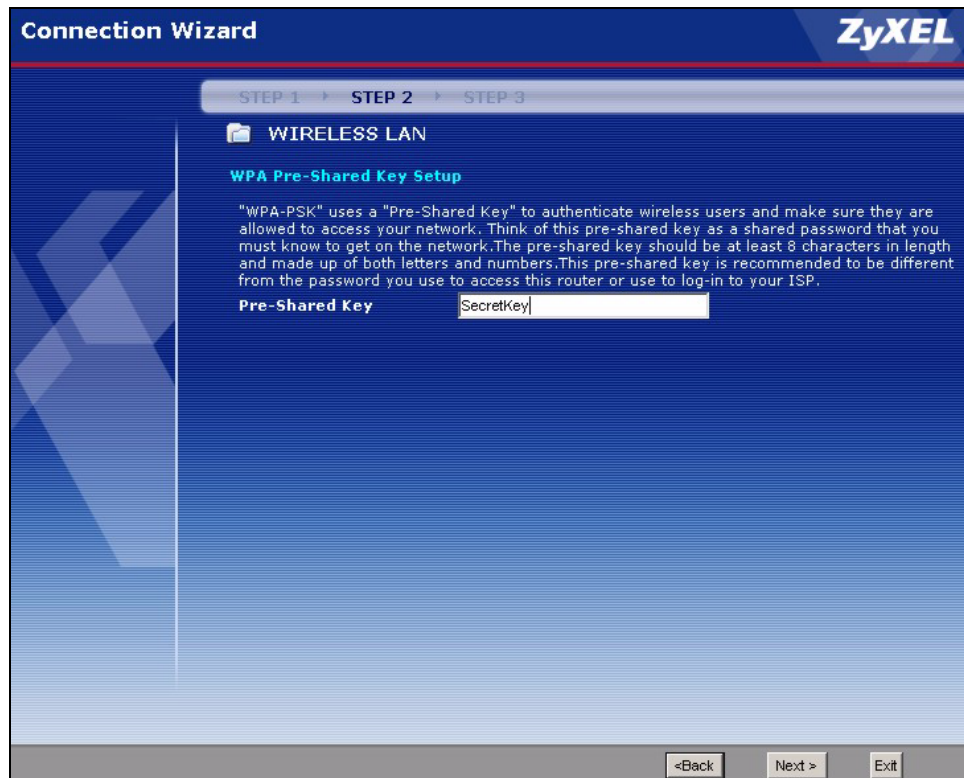 Connection Wizard
ZyXEL
STEP 1 STEP 2 STEP 3
WIRELESS LAN
WPA Pre-Shared Key Setup
"WPA-PSK" uses a "Pre-Shared Key" to authenticate wireless users and make sure they are
allowed to access your network. Think of this pre-shared key as a shared password that you
must know to get on the network.The pre-shared key should be at least 8 characters in length
and made up of both letters and numbers.This pre-shared key is recommended to be different
from the password you use to access this router or use to log-in to your ISP.
Pre-Shared Key SecretKey
<Back Next > Exit